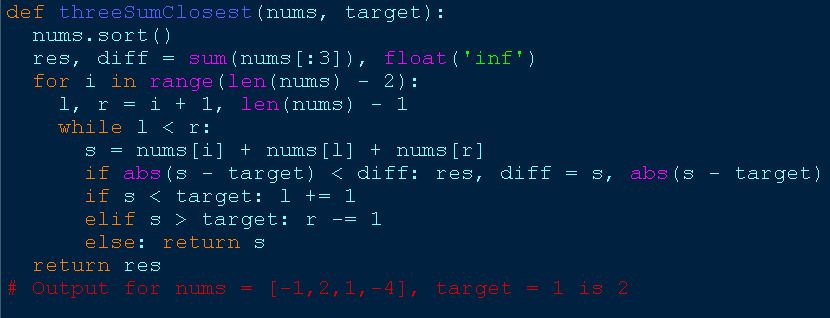 def threeSumClosest(nums, target):
  nums.sort()
  res, diff = sum(nums[:3]), float('inf')
  for i in range(len(nums) - 2):
    l, r = i + 1, len(nums) - 1
    while l < r:
      s = nums[i] + nums[l] + nums[r]
      if abs(s - target) < diff: res, diff = s, abs(s - target)
      if s < target: l += 1
      elif s > target: r -= 1
      else: return s
  return res
# Output for nums = [-1,2,1,-4], target = 1 is 2